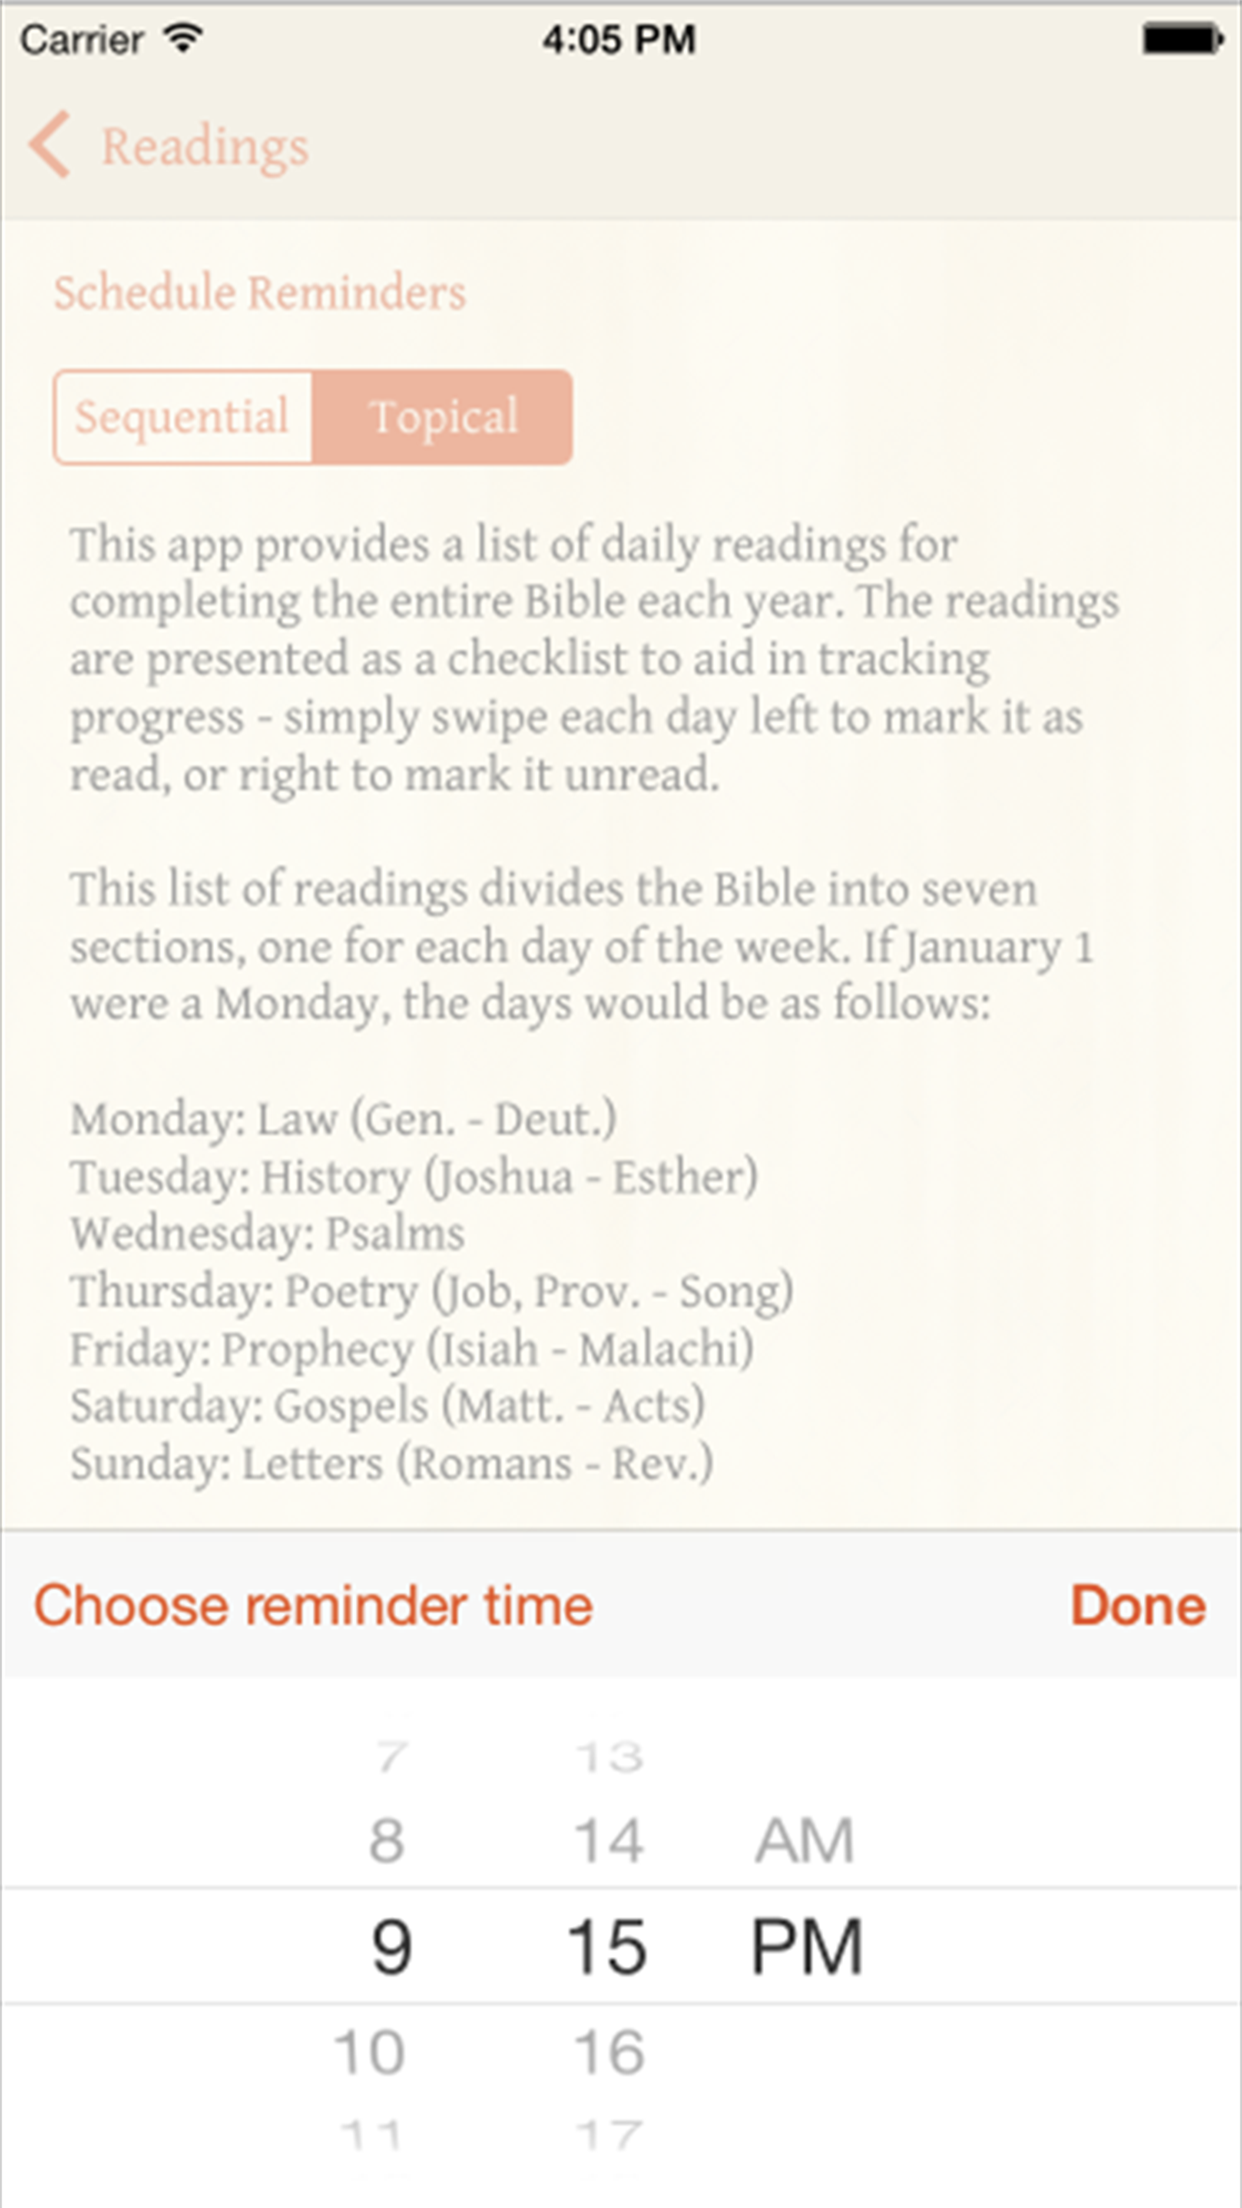 Carrier 4:05 PM
Readings
Schedule Reminders
Sequential Topical
This app provides a list of daily readings for
completing the entire Bible each year. The readings
are presented as a checklist to aid in tracking
progress - simply swipe each day left to mark it as
read, or right to mark it unread.
This list of readings divides the Bible into seven
sections, one for each day of the week. If January 1
were a Monday, the days would be as follows:
Monday: Law (Gen. - Deut.)
Tuesday: History (Joshua - Esther)
Wednesday: Psalms
Thursday: Poetry (Job, Prov. - Song)
Friday: Prophecy (Isiah - Malachi)
Saturday: Gospels (Matt. - Acts)
Sunday: Letters (Romans - Rev.)
Choose reminder time Done
7 13
8 14 AM
9 15 PM
10 16
11 17